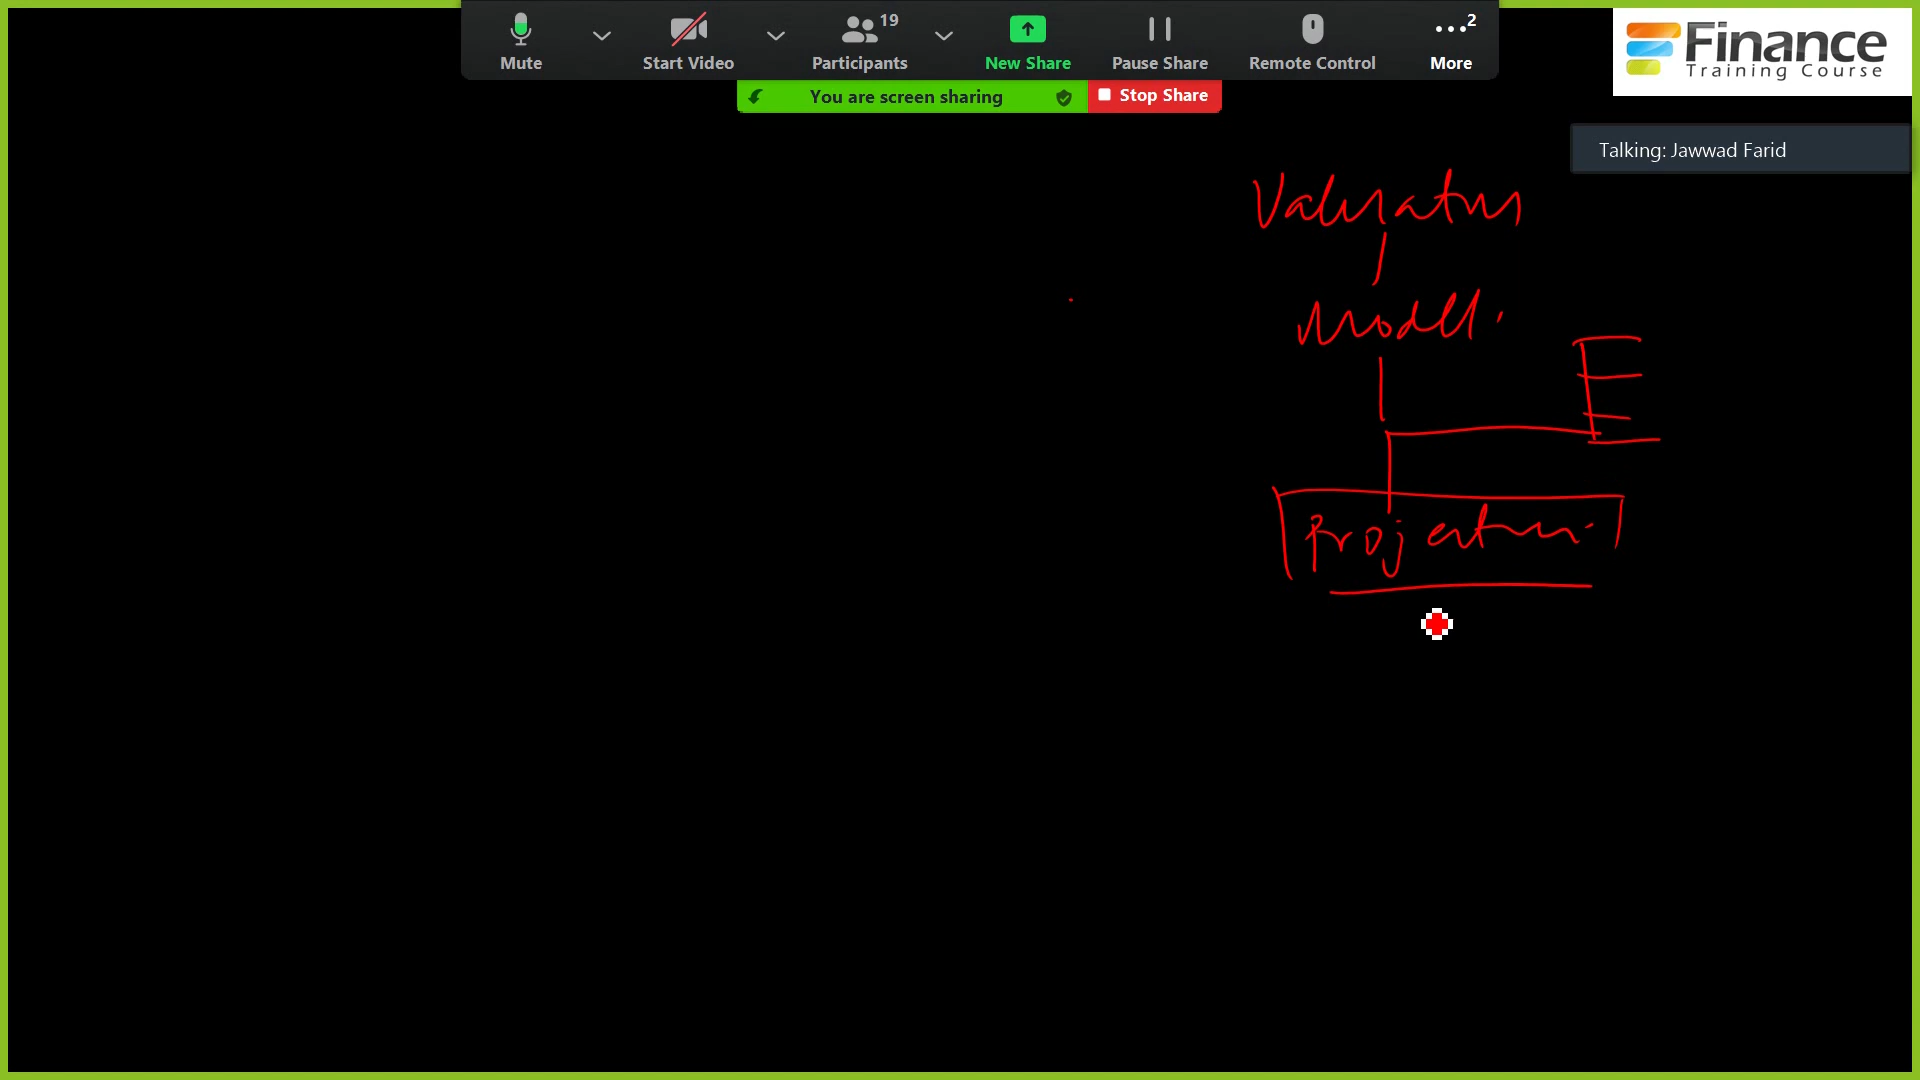 19
2
Mute
Start Video
Participants
New Share
Pause Share
Remote Control
More
Finance
Training Course
You are screen sharing
Stop Share
Talking: Jawwad Farid
Valuation
Model
Projection